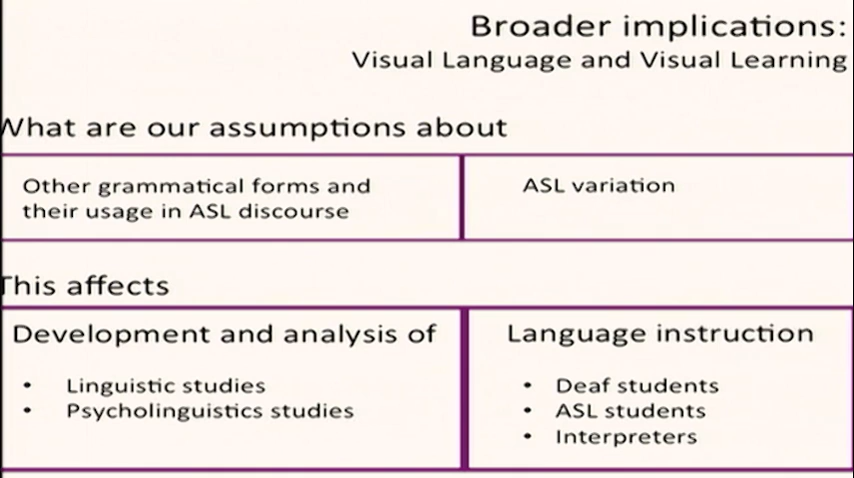 Broader implications:
Visual Language and Visual Learning
What are our assumptions about
Other grammatical forms and
their usage in ASL discourse
ASL variation
This affects
Development and analysis of
• Linguistic studies
• Psycholinguistics studies
Language instruction
• Deaf students
• ASL students
• Interpreters